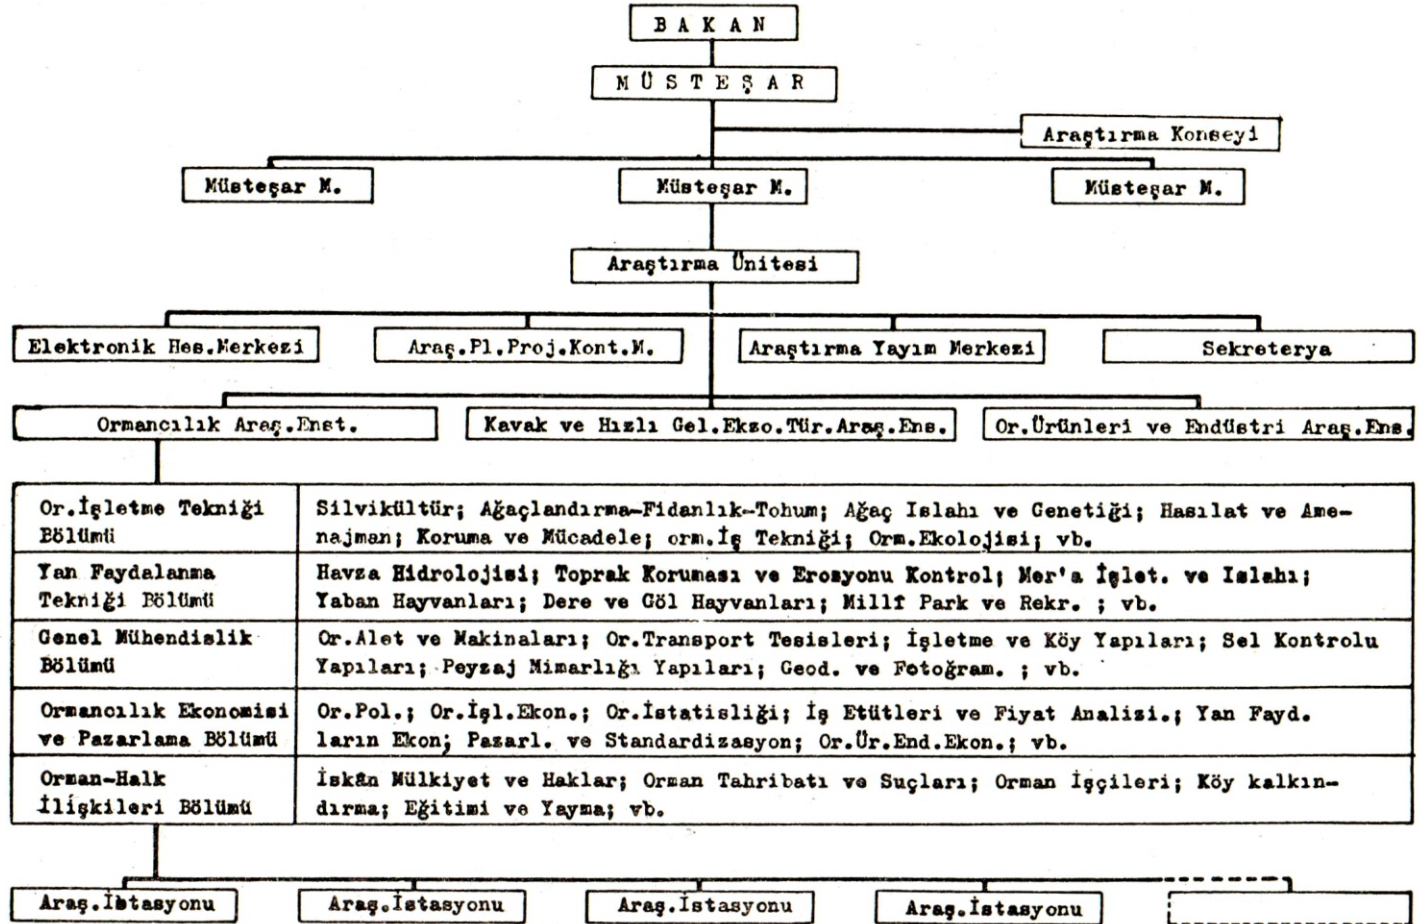 B A K A N
M Ü S T E Ş A R
Araştırma Konseyi
Müsteşar M.
Müsteşar M.
Müsteşar M.
Araştırma Ünitesi
Elektronik Hes.Merkezi
Araş.Pl.Proj.Kont.M.
Araştırma Yayım Merkezi
Sekreterya
Ormancılık Araş.Enst.
Kavak ve Hızlı Gel.Ekzo.Tür.Araş.Ens.
Or.Ürünleri ve Endüstri Araş.Ens.
Or.İşletme Tekniği
Bölümü
Silvikültür; Ağaçlandırma-Fidanlık-Tohum; Ağaç Islahı ve Genetiği; Hasılat ve Ame-
najman; Koruma ve Mücadele; orm.İş Tekniği; Orm.Ekolojisi; vb.
Yan Faydalanma
Tekniği Bölümü
Havza Hidrolojisi; Toprak Koruması ve Erosyonu Kontrol; Mer'a İşlet. ve Islahı;
Yaban Hayvanları; Dere ve Göl Hayvanları; Millî Park ve Rekr. ; vb.
Genel Mühendislik
Bölümü
Or.Alet ve Makinaları; Or.Transport Tesisleri; İşletme ve Köy Yapıları; Sel Kontrolu
Yapıları; Peyzaj Mimarlığı Yapıları; Geod. ve Fotoğram. ; vb.
Ormancılık Ekonomisi
ve Pazarlama Bölümü
Or.Pol.; Or.İşl.Ekon.; Or.İstatisliği; İş Etütleri ve Fiyat Analizi.; Yan Fayd.
ların Ekon; Pazarl. ve Standardizasyon; Or.Ür.End.Ekon.; vb.
Orman-Halk
İlişkileri Bölümü
İskân Mülkiyet ve Haklar; Orman Tahribatı ve Suçları; Orman İşçileri; Köy kalkın-
dırma; Eğitimi ve Yayma; vb.
Araş.İstasyonu
Araş.İstasyonu
Araş.İstasyonu
Araş.İstasyonu